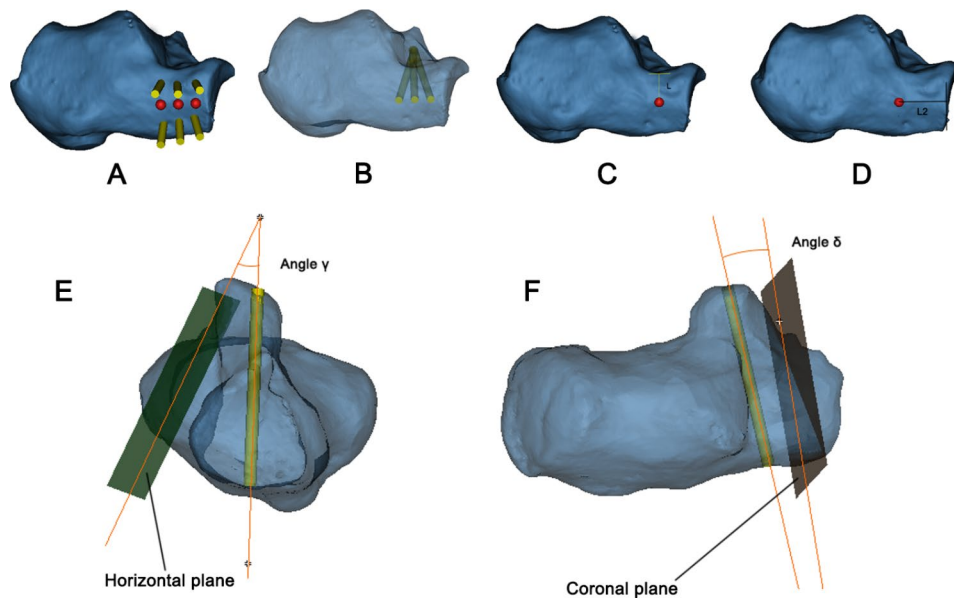 L
L2
A
B
C
D
Angle γ
Angle δ
E
F
Horizontal plane
Coronal plane